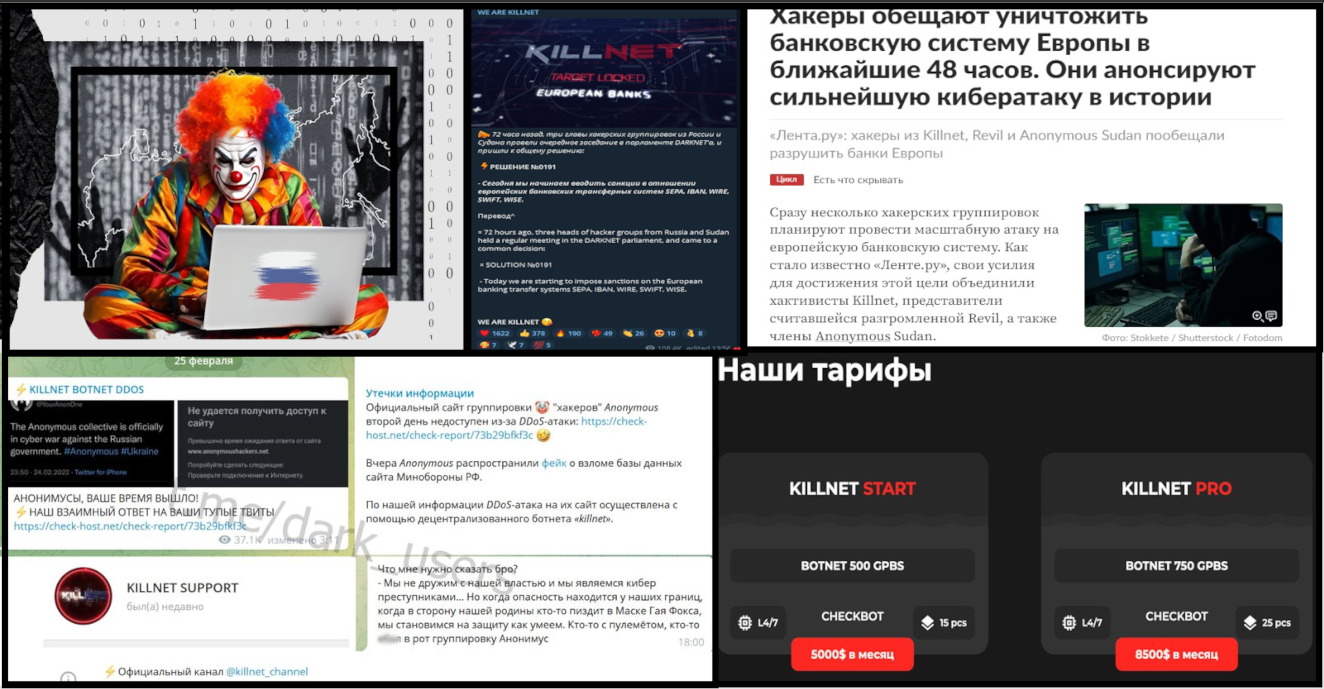 WE ARE KILLNET
KILLNET
TARGET LOCKED
EUROPEAN BANKS
72 часа назад, три главы хакерских группировок из России и
Судана провели очередное заседание в парламенте DARKNET'а, и
пришли к общему решению:
⚡РЕШЕНИЕ №0191
- Сегодня мы начинаем вводить санкции в отношении
европейских банковских трансферных систем SEPA, IBAN, WIRE,
SWIFT, WISE.
Перевод^
× 72 hours ago, three heads of hacker groups from Russia and Sudan
held a regular meeting in the DARKNET parliament, and came to a
common decision:
× SOLUTION №0191
- Today we are starting to impose sanctions on the European
banking transfer systems SEPA, IBAN, WIRE, SWIFT, WISE.
WE ARE KILLNET
1622 378 190 49 26 10 8
7 7 5
108.4K edited 13:56
Хакеры обещают уничтожить
банковскую систему Европы в
ближайшие 48 часов. Они анонсируют
сильнейшую кибератаку в истории
«Лента.ру»: хакеры из Killnet, Revil и Anonymous Sudan пообещали
разрушить банки Европы
Цикл Есть что скрывать
Сразу несколько хакерских группировок
планируют провести масштабную атаку на
европейскую банковскую систему. Как
стало известно «Ленте.ру», свои усилия
для достижения этой цели объединили
хактивисты Killnet, представители
считавшейся разгромленной Revil, а также
члены Anonymous Sudan.
Фото: Stokkete / Shutterstock / Fotodom
25 февраля
⚡KILLNET BOTNET DDOS
@YourAnonOne
The Anonymous collective is officially
in cyber war against the Russian
government. #Anonymous #Ukraine
23:50 · 24.02.2022 · Twitter for iPhone
Не удается получить доступ к
сайту
Превышено время ожидания ответа от сайта
www.anonymoushackers.net.
Попробуйте сделать следующее:
Проверьте подключение к Интернету.
АНОНИМУСЫ, ВАШЕ ВРЕМЯ ВЫШЛО!
⚡НАШ ВЗАИМНЫЙ ОТВЕТ НА ВАШИ ТУПЫЕ ТВИТЫ
https://check-host.net/check-report/73b29bfkf3c
37.1K изменено 3:11
Утечки информации
Официальный сайт группировки 🤡 "хакеров" Anonymous
второй день недоступен из-за DDoS-атаки: https://check-
host.net/check-report/73b29bfkf3c 🤣
Вчера Anonymous распространили фейк о взломе базы данных
сайта Минобороны РФ.
По нашей информации DDoS-атака на их сайт осуществлена с
помощью децентрализованного ботнета «killnet».
t.me/dark_users
KILLNET SUPPORT
был(а) недавно
⚡Официальный канал @killnet_channel
Что мне нужно сказать бро?
- Мы не дружим с нашей властью и мы являемся кибер
преступниками... Но когда опасность находится у наших границ,
когда в сторону нашей родины кто-то пиздит в Маске Гая Фокса,
мы становимся на защиту как умеем. Кто-то с пулемётом, кто-то
в рот группировку Анонимус
18:00
Наши тарифы
KILLNET START
BOTNET 500 GPBS
L4/7 CHECKBOT 15 pcs
5000$ в месяц
KILLNET PRO
BOTNET 750 GPBS
L4/7 CHECKBOT 25 pcs
8500$ в месяц